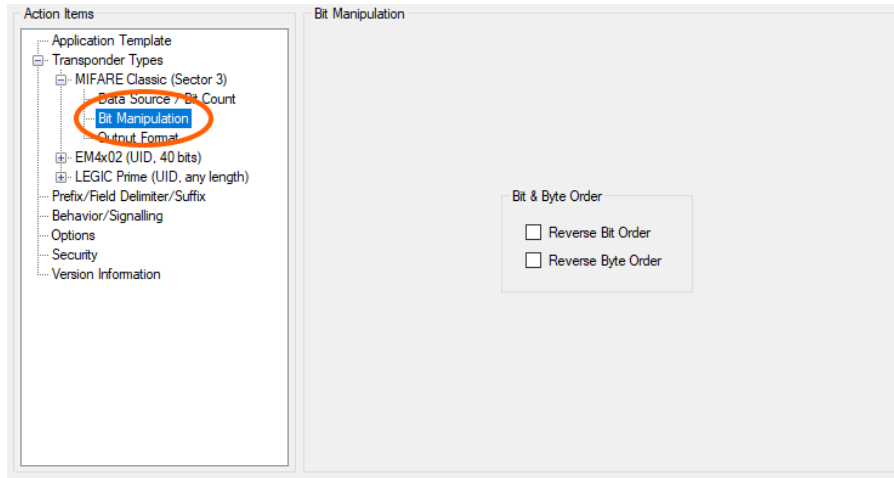 Action Items
Application Template
Transponder Types
MIFARE Classic (Sector 3)
Data Source / Bit Count
Bit Manipulation
Output Format
EM4x02 (UID, 40 bits)
LEGIC Prime (UID, any length)
Prefix/Field Delimiter/Suffix
Behavior/Signalling
Options
Security
Version Information
Bit Manipulation
Bit & Byte Order
Reverse Bit Order
Reverse Byte Order